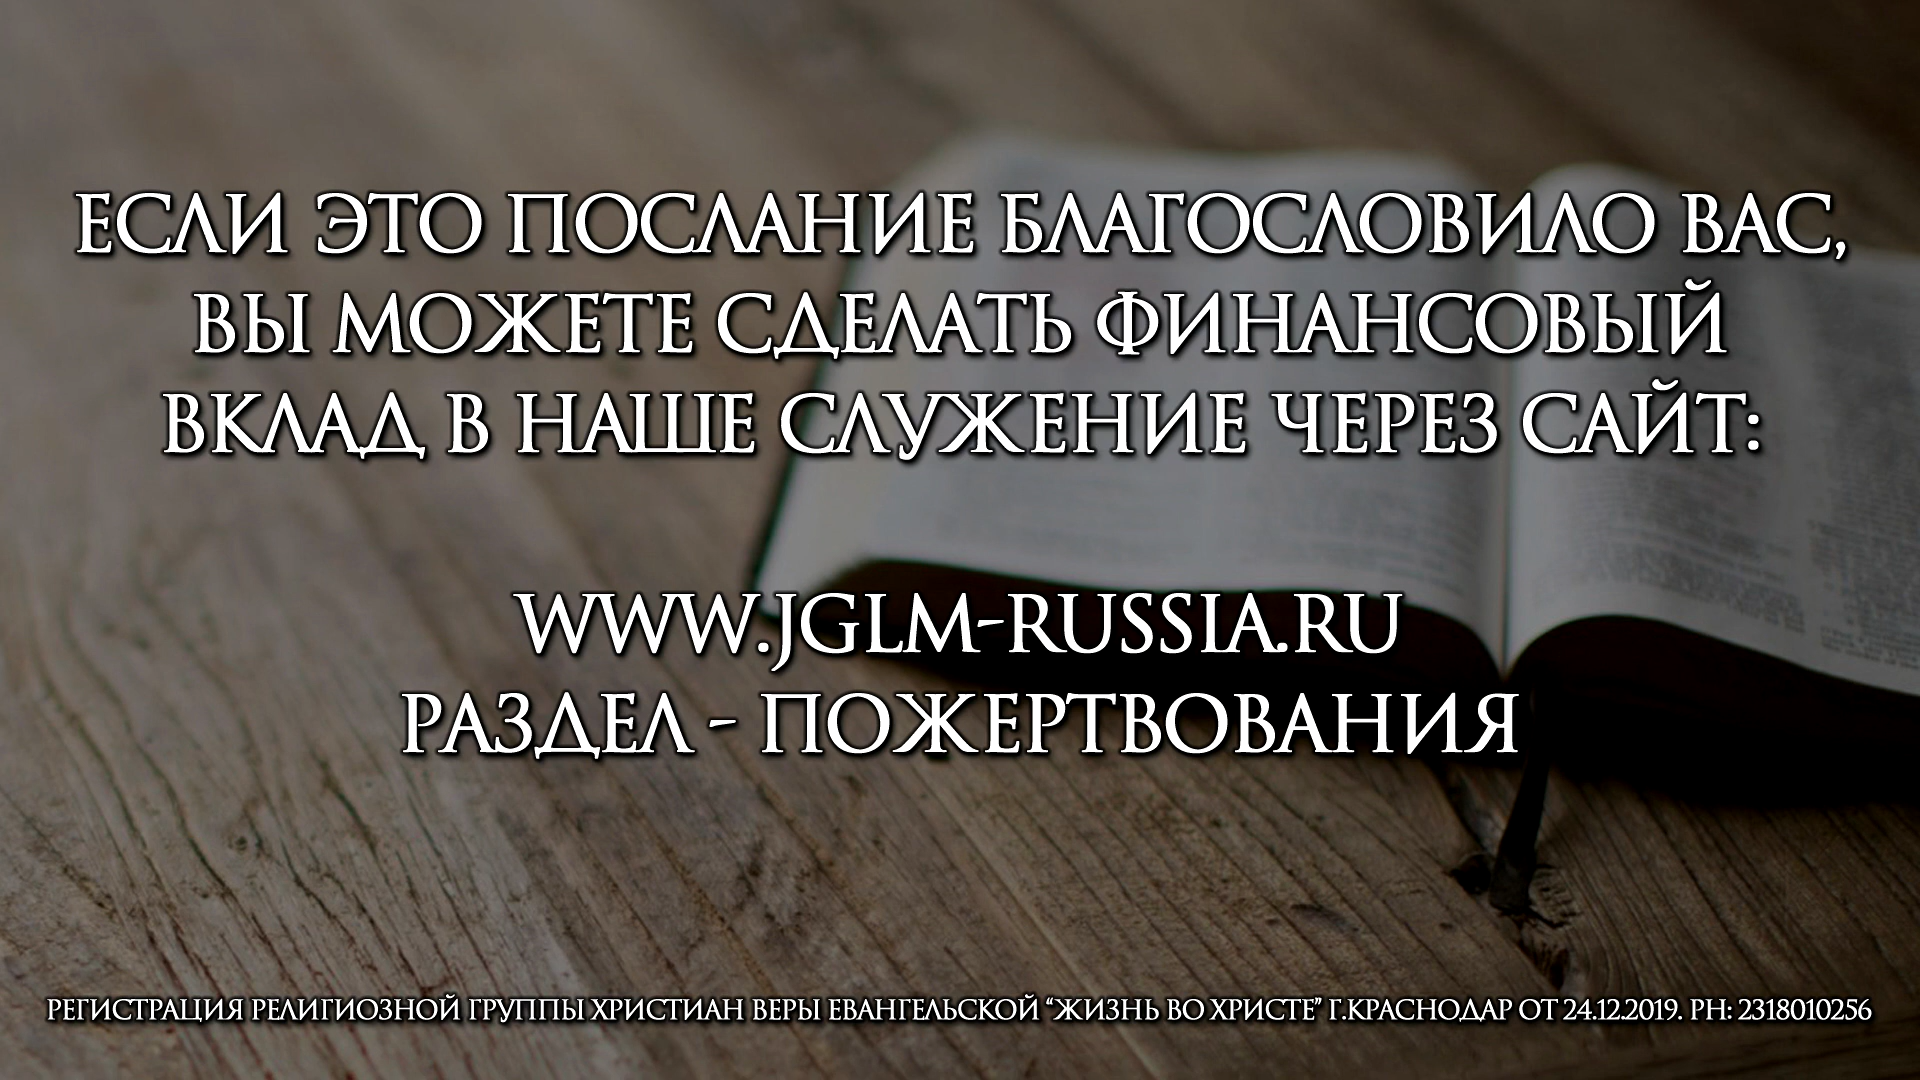 ЕСЛИ ЭТО ПОСЛАНИЕ БЛАГОСЛОВИЛО ВАС,
ВЫ МОЖЕТЕ СДЕЛАТЬ ФИНАНСОВЫЙ
ВКЛАД В НАШЕ СЛУЖЕНИЕ ЧЕРЕЗ САЙТ:
WWW.JGLM-RUSSIA.RU
РАЗДЕЛ - ПОЖЕРТВОВАНИЯ
РЕГИСТРАЦИЯ РЕЛИГИОЗНОЙ ГРУППЫ ХРИСТИАН ВЕРЫ ЕВАНГЕЛЬСКОЙ “ЖИЗНЬ ВО ХРИСТЕ” Г.КРАСНОДАР ОТ 24.12.2019. РН: 2318010256